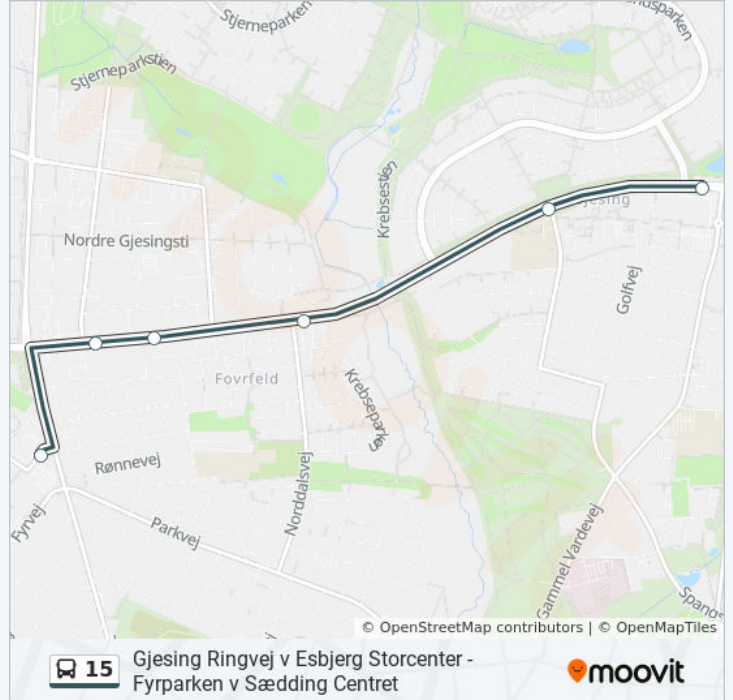 Stjerneparken
Stjerneparkstien
Krebsestien
Gjesing
Nordre Gjesingsti
Golfvej
Fovrfeld
Krebseparken
Rønnevej
Norddalsvej
Fyrvej
Parkvej
Gammel Vardevej
Spangs
© OpenStreetMap contributors | © OpenMapTiles
15 Gjesing Ringvej v Esbjerg Storcenter -
Fyrparken v Sædding Centret
moovit